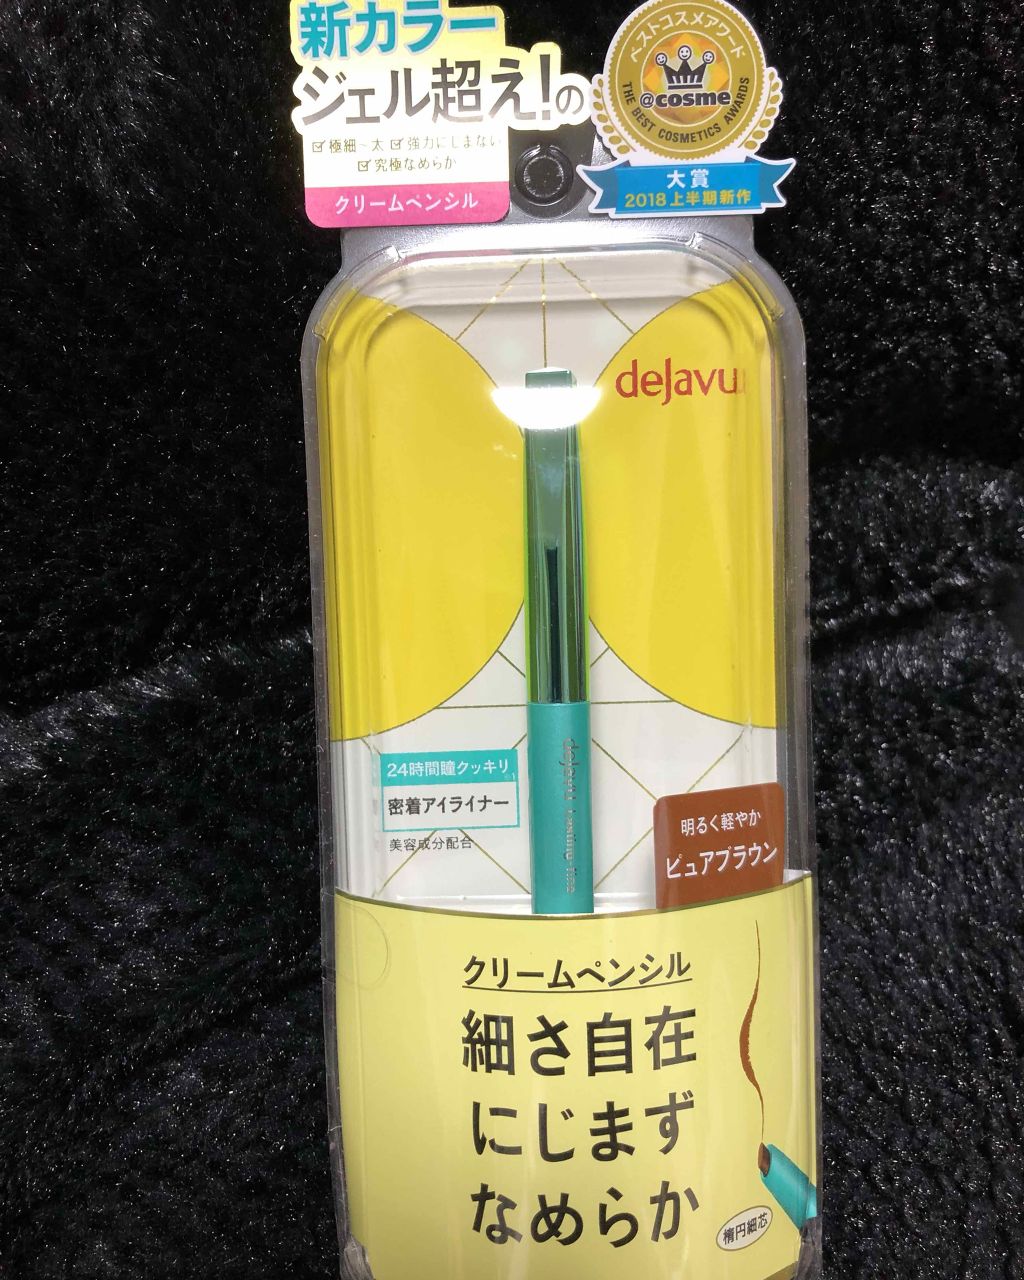 新カラー
ジェル超え!の
☑極細~太 ☑強力にじまない
☑究極なめらか
クリームペンシル
ベストコスメアワード
@cosme
THE BEST COSMETICS AWARDS
大賞
2018上半期新作
dejavu
dejavu lasting-fine
24時間瞳クッキリ※1
密着アイライナー
美容成分配合
明るく軽やか
ピュアブラウン
クリームペンシル
細さ自在
にじまず
なめらか
楕円細芯